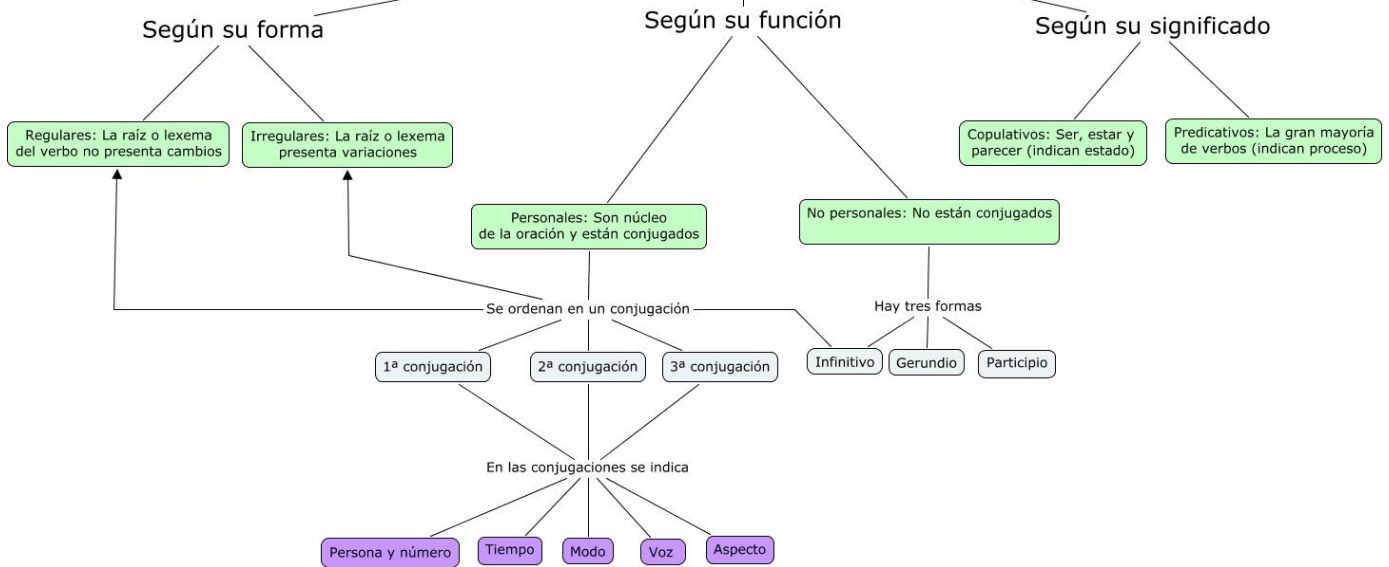 Según su forma
Según su función
Según su significado
Regulares: La raíz o lexema
del verbo no presenta cambios
Irregulares: La raíz o lexema
presenta variaciones
Copulativos: Ser, estar y
parecer (indican estado)
Predicativos: La gran mayoría
de verbos (indican proceso)
Personales: Son núcleo
de la oración y están conjugados
No personales: No están conjugados
Se ordenan en un conjugación
Hay tres formas
1ª conjugación
2ª conjugación
3ª conjugación
Infinitivo
Gerundio
Participio
En las conjugaciones se indica
Persona y número
Tiempo
Modo
Voz
Aspecto